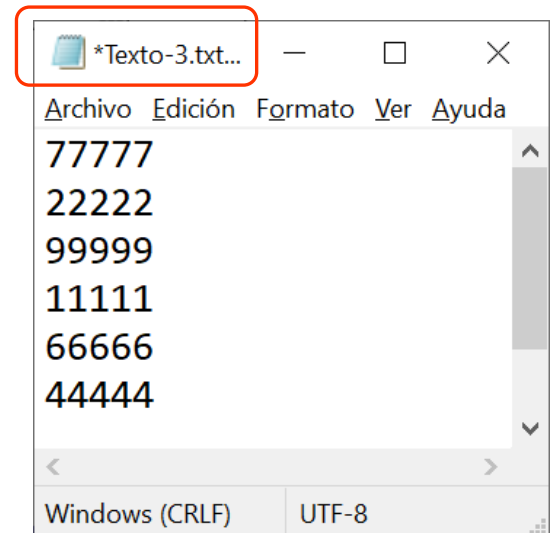 *Texto-3.txt...
Archivo Edición Formato Ver Ayuda
77777
22222
99999
11111
66666
44444
Windows (CRLF) UTF-8